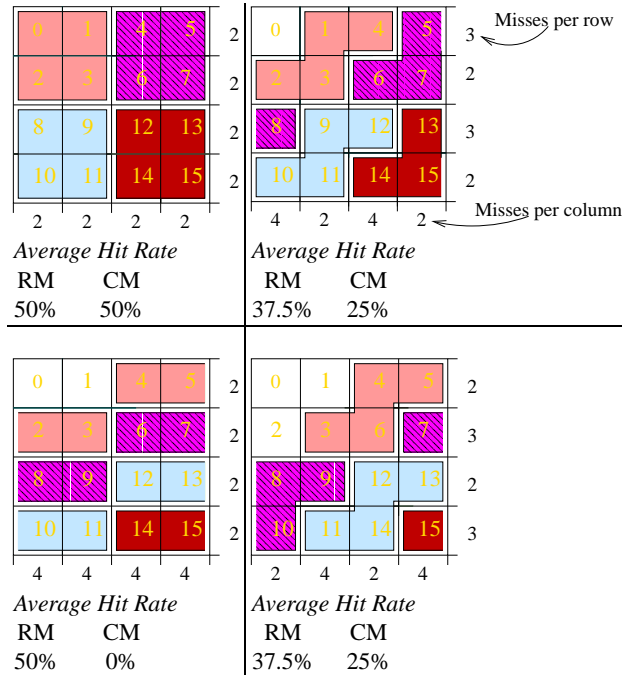 0 1 4 5 2
2 3 6 7 2
8 9 12 13 2
10 11 14 15 2
2 2 2 2
Average Hit Rate
RM CM
50% 50%
Misses per row
0 1 4 5 3
2 3 6 7 2
8 9 12 13 3
10 11 14 15 2
4 2 4 2
Misses per column
Average Hit Rate
RM CM
37.5% 25%
0 1 4 5 2
2 3 6 7 2
8 9 12 13 2
10 11 14 15 2
4 4 4 4
Average Hit Rate
RM CM
50% 0%
0 1 4 5 2
2 3 6 7 3
8 9 12 13 2
10 11 14 15 3
2 4 2 4
Average Hit Rate
RM CM
37.5% 25%